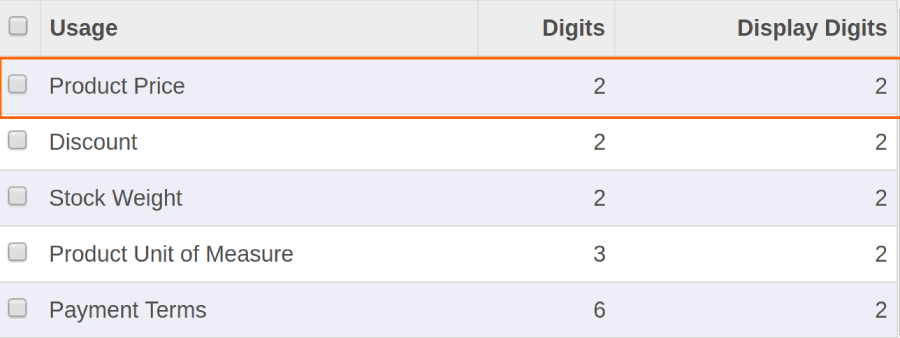 Usage Digits Display Digits
Product Price 2 2
Discount 2 2
Stock Weight 2 2
Product Unit of Measure 3 2
Payment Terms 6 2